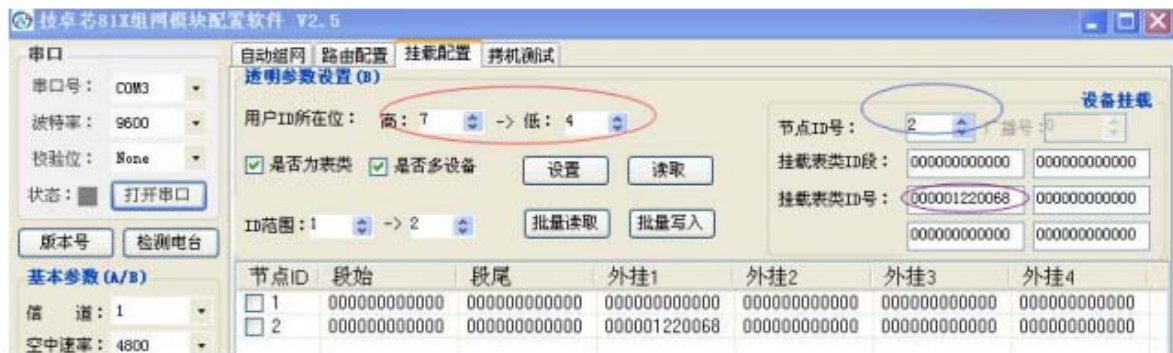 技卓芯81X组网模块配置软件 V2.5
串口
串口号： COM3
波特率： 9600
校验位： None
状态： 打开串口
版本号 检测电台
基本参数(A/B)
信 道： 1
空中速率： 4800
自动组网 路由配置 挂载配置 拷机测试
透明参数设置(B)
用户ID所在位： 高： 7 -> 低： 4
是否为表类 是否多设备 设置 读取
ID范围： 1 -> 2 批量读取 批量写入
设备挂载
节点ID号： 2 广播号： 0
挂载表类ID段： 000000000000 000000000000
挂载表类ID号： 000001220068 000000000000
000000000000 000000000000
节点ID 段始 段尾 外挂1 外挂2 外挂3 外挂4
1 000000000000 000000000000 000000000000 000000000000 000000000000 000000000000
2 000000000000 000000000000 000001220068 000000000000 000000000000 000000000000